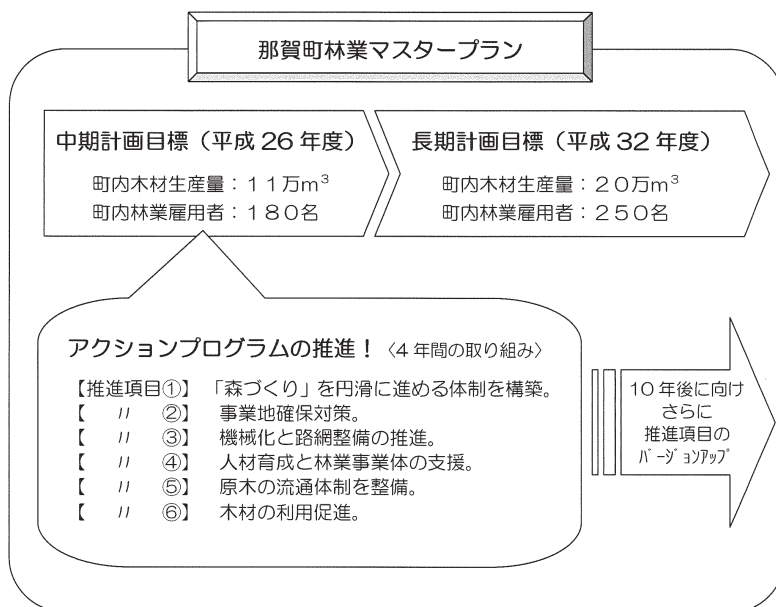 那賀町林業マスタープラン
中期計画目標（平成 26 年度）
町内木材生産量：１１万m³
町内林業雇用者：１８０名
長期計画目標（平成 32 年度）
町内木材生産量：２０万m³
町内林業雇用者：２５０名
アクションプログラムの推進！〈4 年間の取り組み〉
【推進項目①】 「森づくり」を円滑に進める体制を構築。
【 〃 ②】 事業地確保対策。
【 〃 ③】 機械化と路網整備の推進。
【 〃 ④】 人材育成と林業事業体の支援。
【 〃 ⑤】 原木の流通体制を整備。
【 〃 ⑥】 木材の利用促進。
10 年後に向け
さらに
推進項目の
ﾊﾞｰｼﾞｮﾝｱｯﾌﾟ